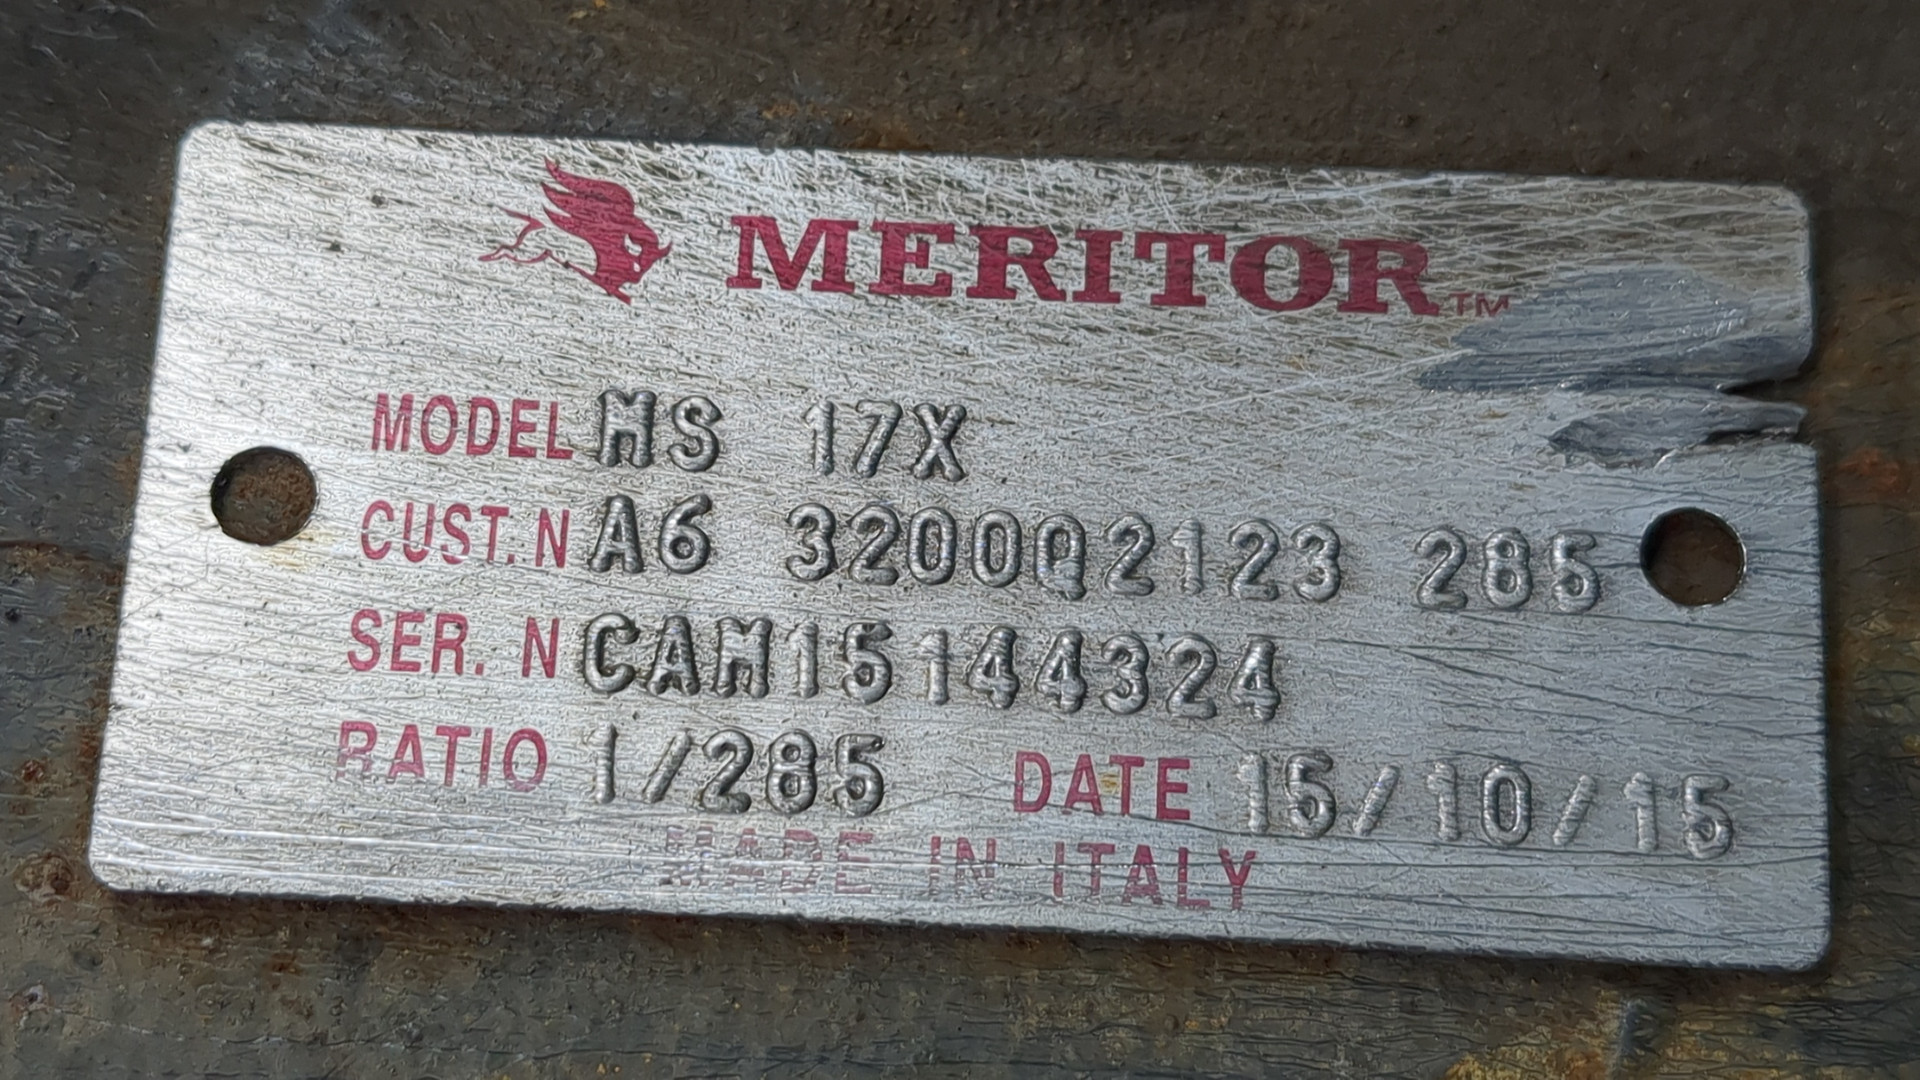 MERITOR™
MODEL MS 17X
CUST. N A6 3200Q2123 285
SER. N CAM15144324
RATIO 1/285 DATE 15/10/15
MADE IN ITALY